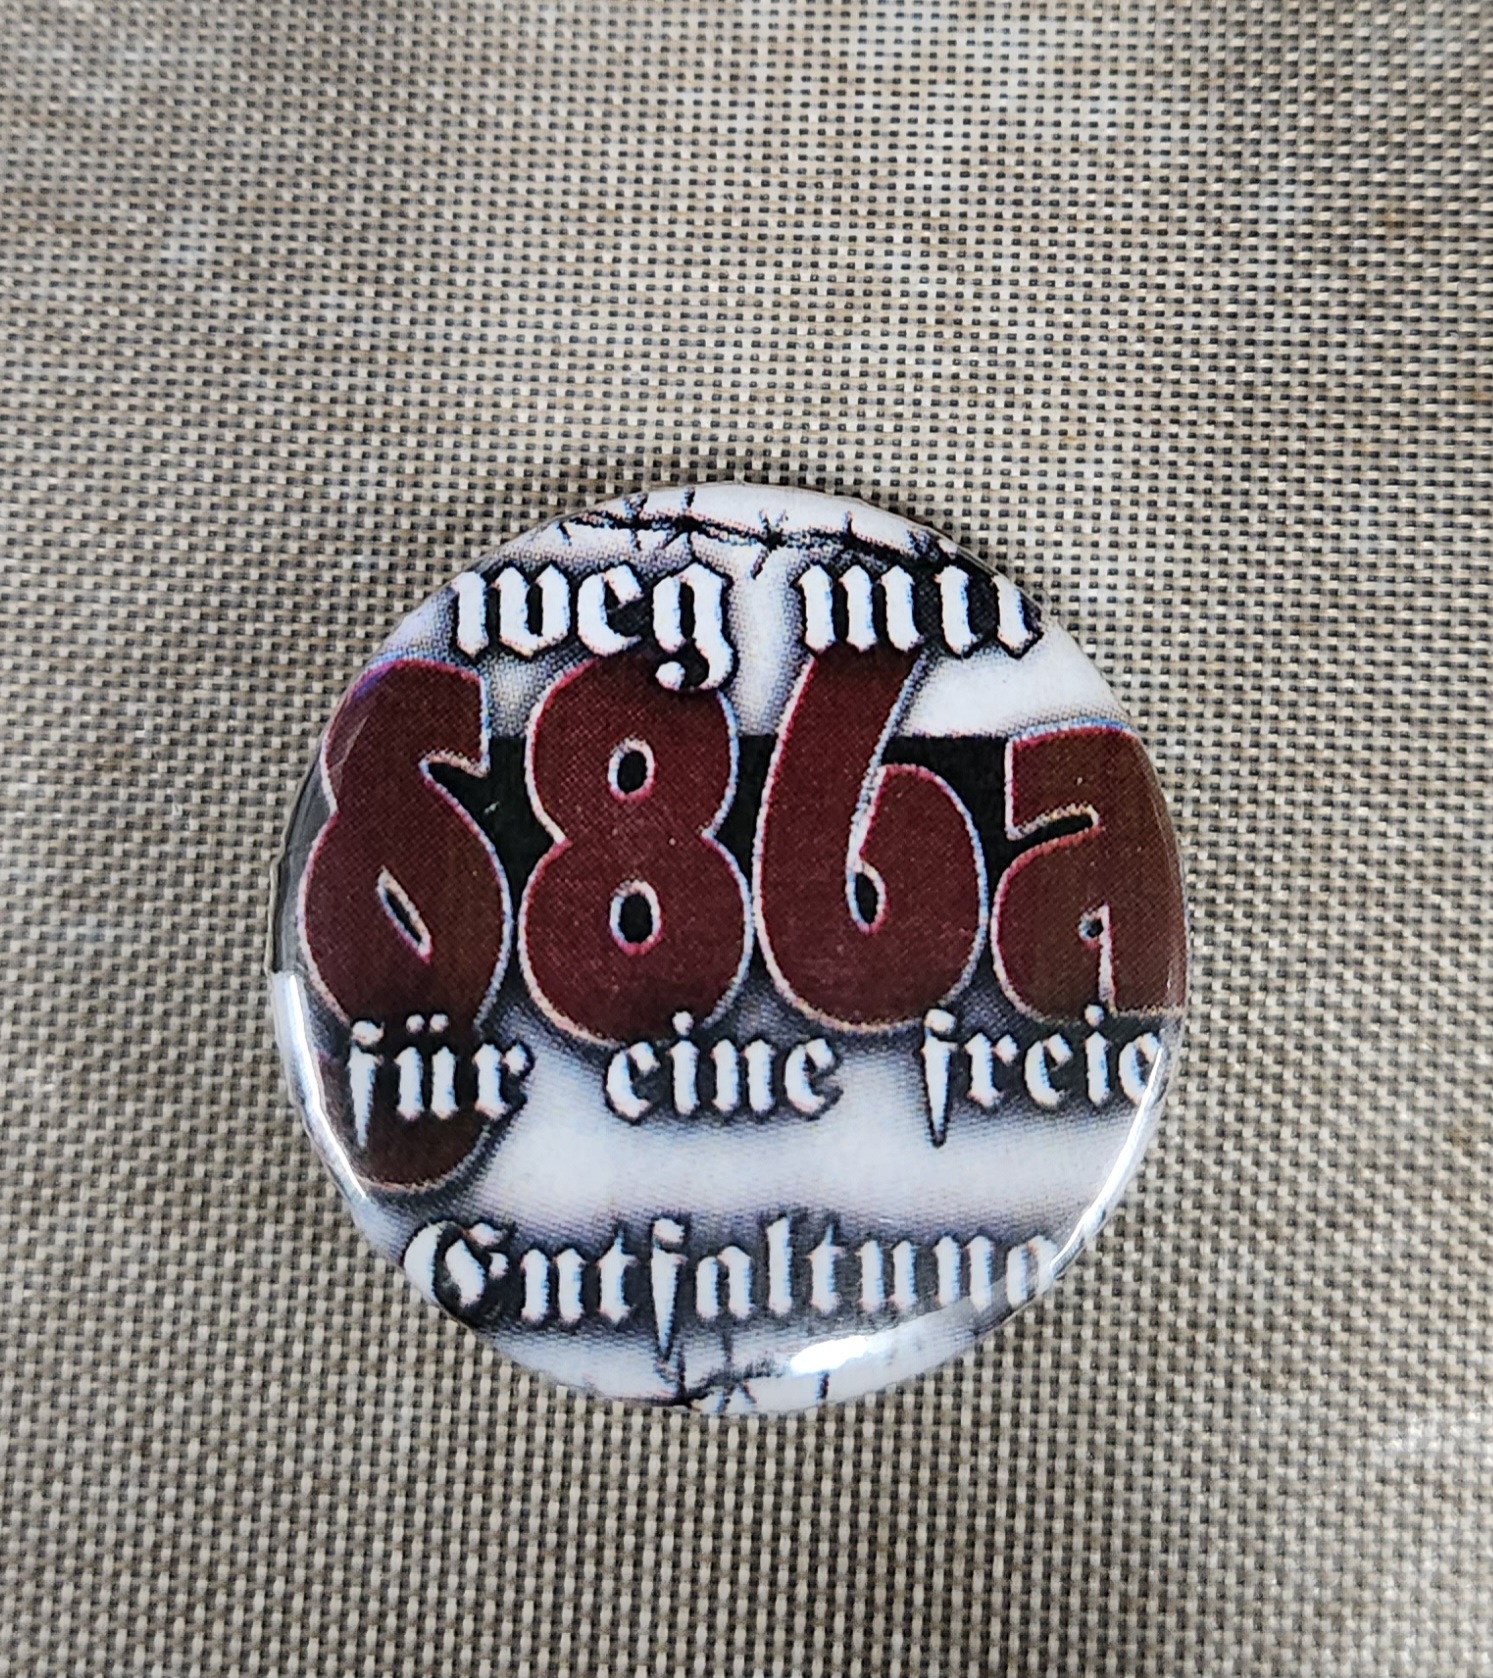 weg mit
§86a
für eine freie
Entfaltung